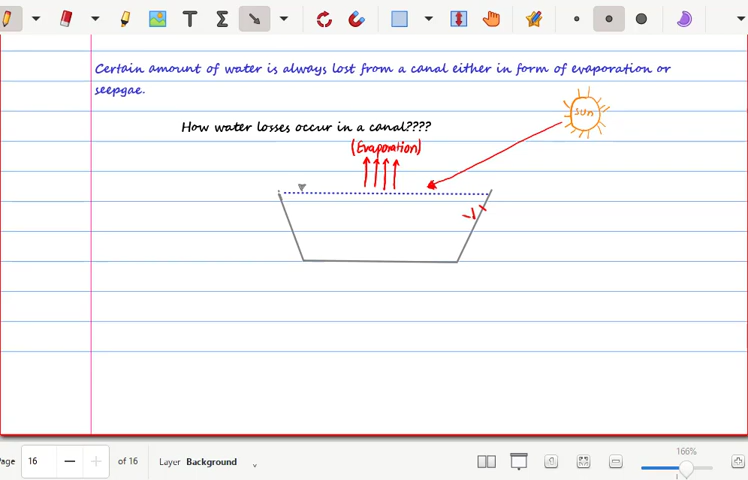 Certain amount of water is always lost from a canal either in form of evaporation or
seepgae.
How water losses occur in a canal????
(Evaporation)
sun
Page 16 of 16 Layer Background
166%